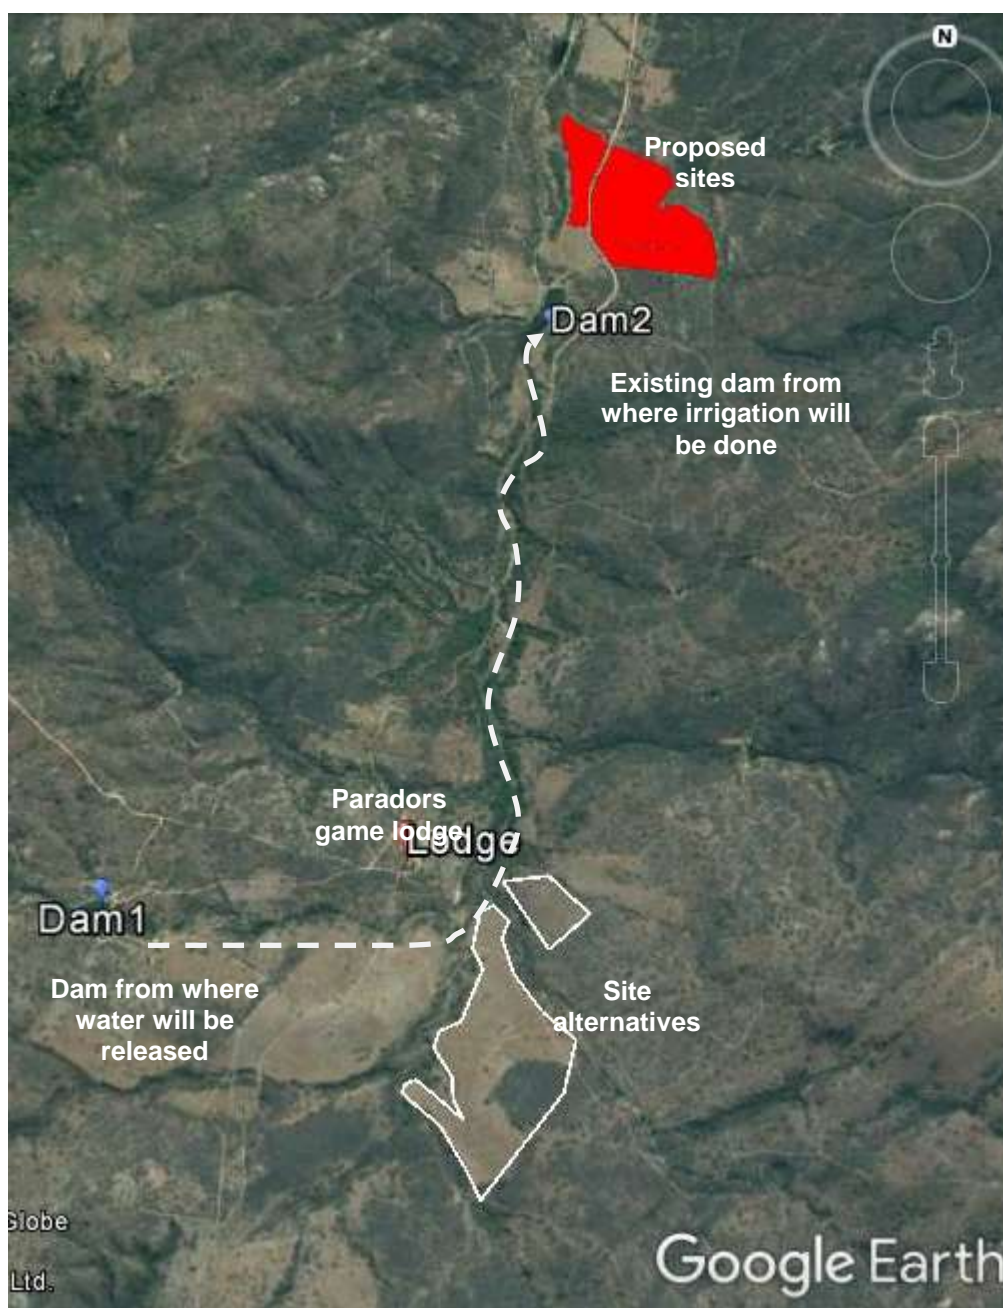 N
Proposed
sites
Dam2
Existing dam from
where irrigation will
be done
Paradors
game lodge
Lodge
Dam1
Dam from where
water will be
released
Site
alternatives
Globe
Ltd.
Google Earth